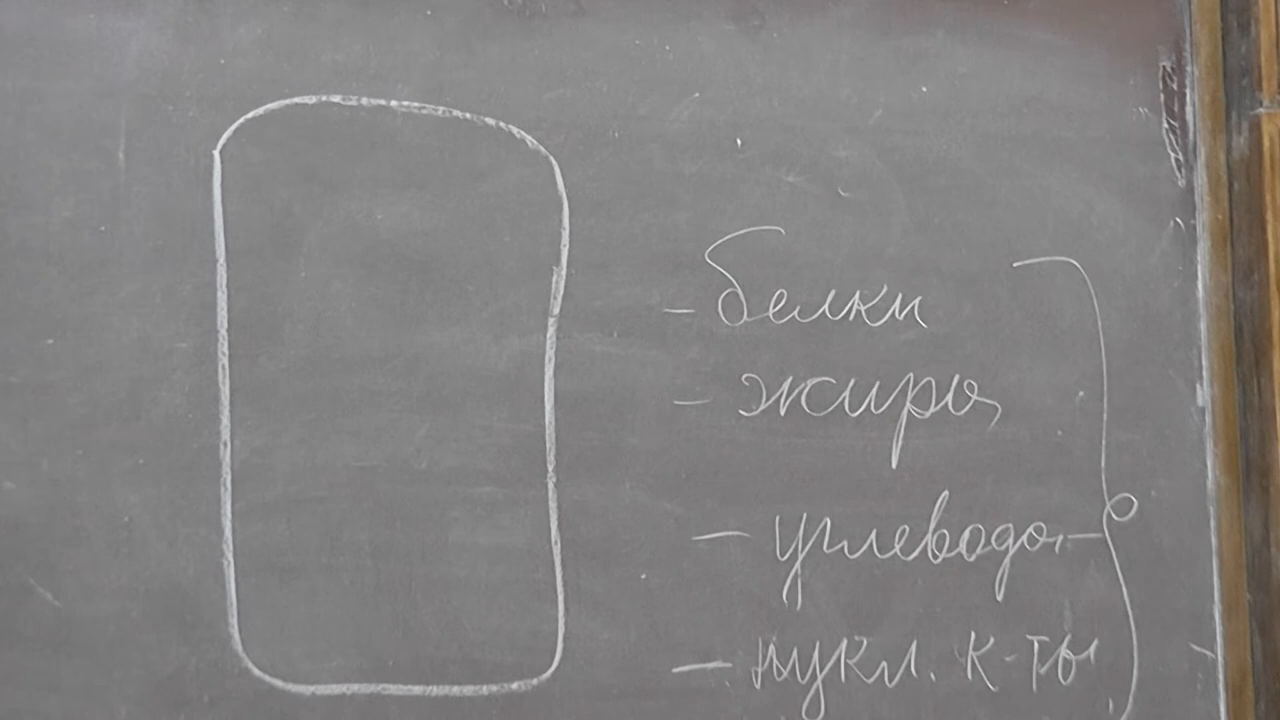 - белки
- жиры
- углеводы
- нукл. к-ты